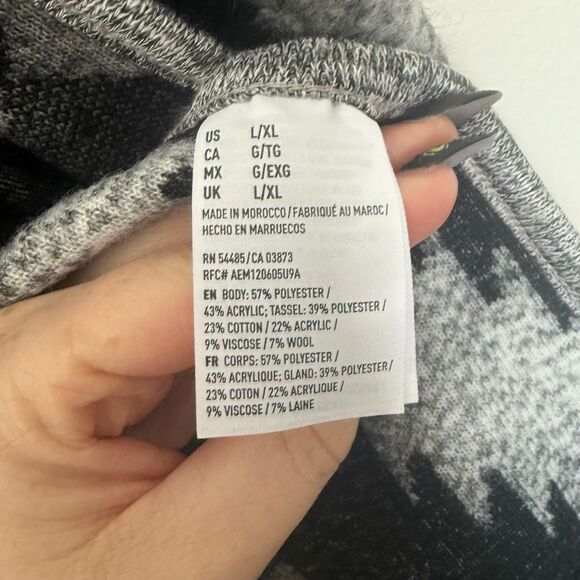 US L/XL
CA G/TG
MX G/EXG
UK L/XL
MADE IN MOROCCO / FABRIQUÉ AU MAROC /
HECHO EN MARRUECOS
RN 54485 / CA 03873
RFC# AEM120605U9A
EN BODY: 57% POLYESTER /
43% ACRYLIC; TASSEL: 39% POLYESTER /
23% COTTON / 22% ACRYLIC /
9% VISCOSE / 7% WOOL
FR CORPS: 57% POLYESTER /
43% ACRYLIQUE; GLAND: 39% POLYESTER /
23% COTON / 22% ACRYLIQUE /
9% VISCOSE / 7% LAINE